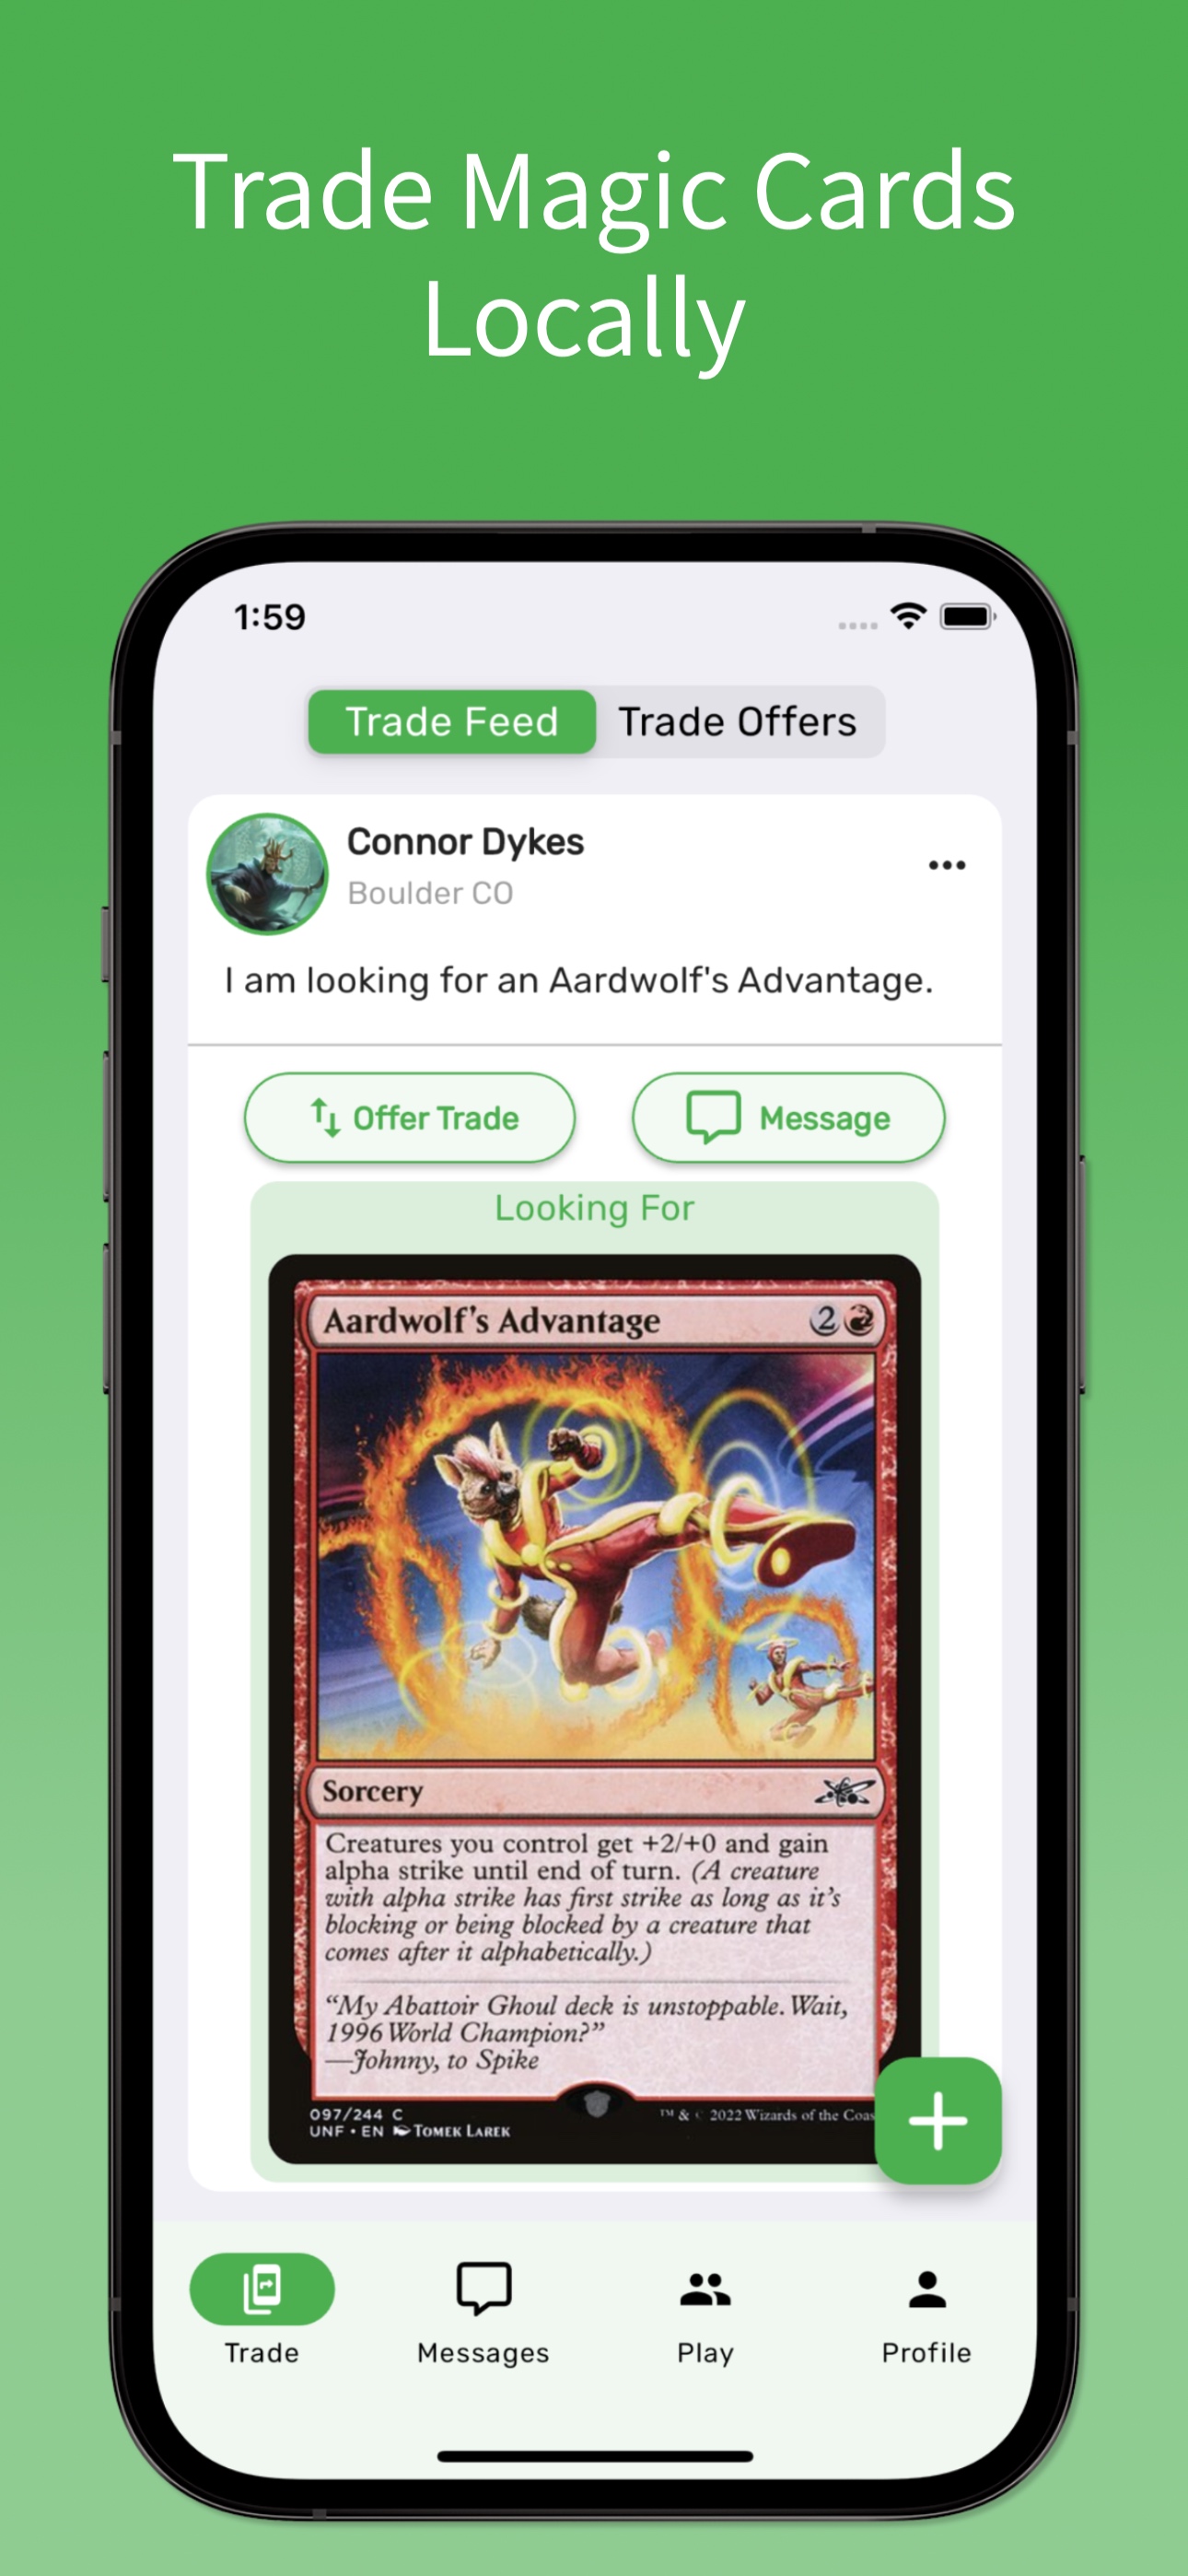 Trade Magic Cards
Locally
1:59
Trade Feed
Trade Offers
Connor Dykes
Boulder CO
I am looking for an Aardwolf's Advantage.
Offer Trade
Message
Looking For
Aardwolf's Advantage
2
Sorcery
Creatures you control get +2/+0 and gain
alpha strike until end of turn. (A creature
with alpha strike has first strike as long as it's
blocking or being blocked by a creature that
comes after it alphabetically.)
“My Abattoir Ghoul deck is unstoppable. Wait,
1996 World Champion?”
—Johnny, to Spike
097/244 C
™ & © 2022 Wizards of the Coas
UNF • EN TOMEK LAREK
Trade
Messages
Play
Profile